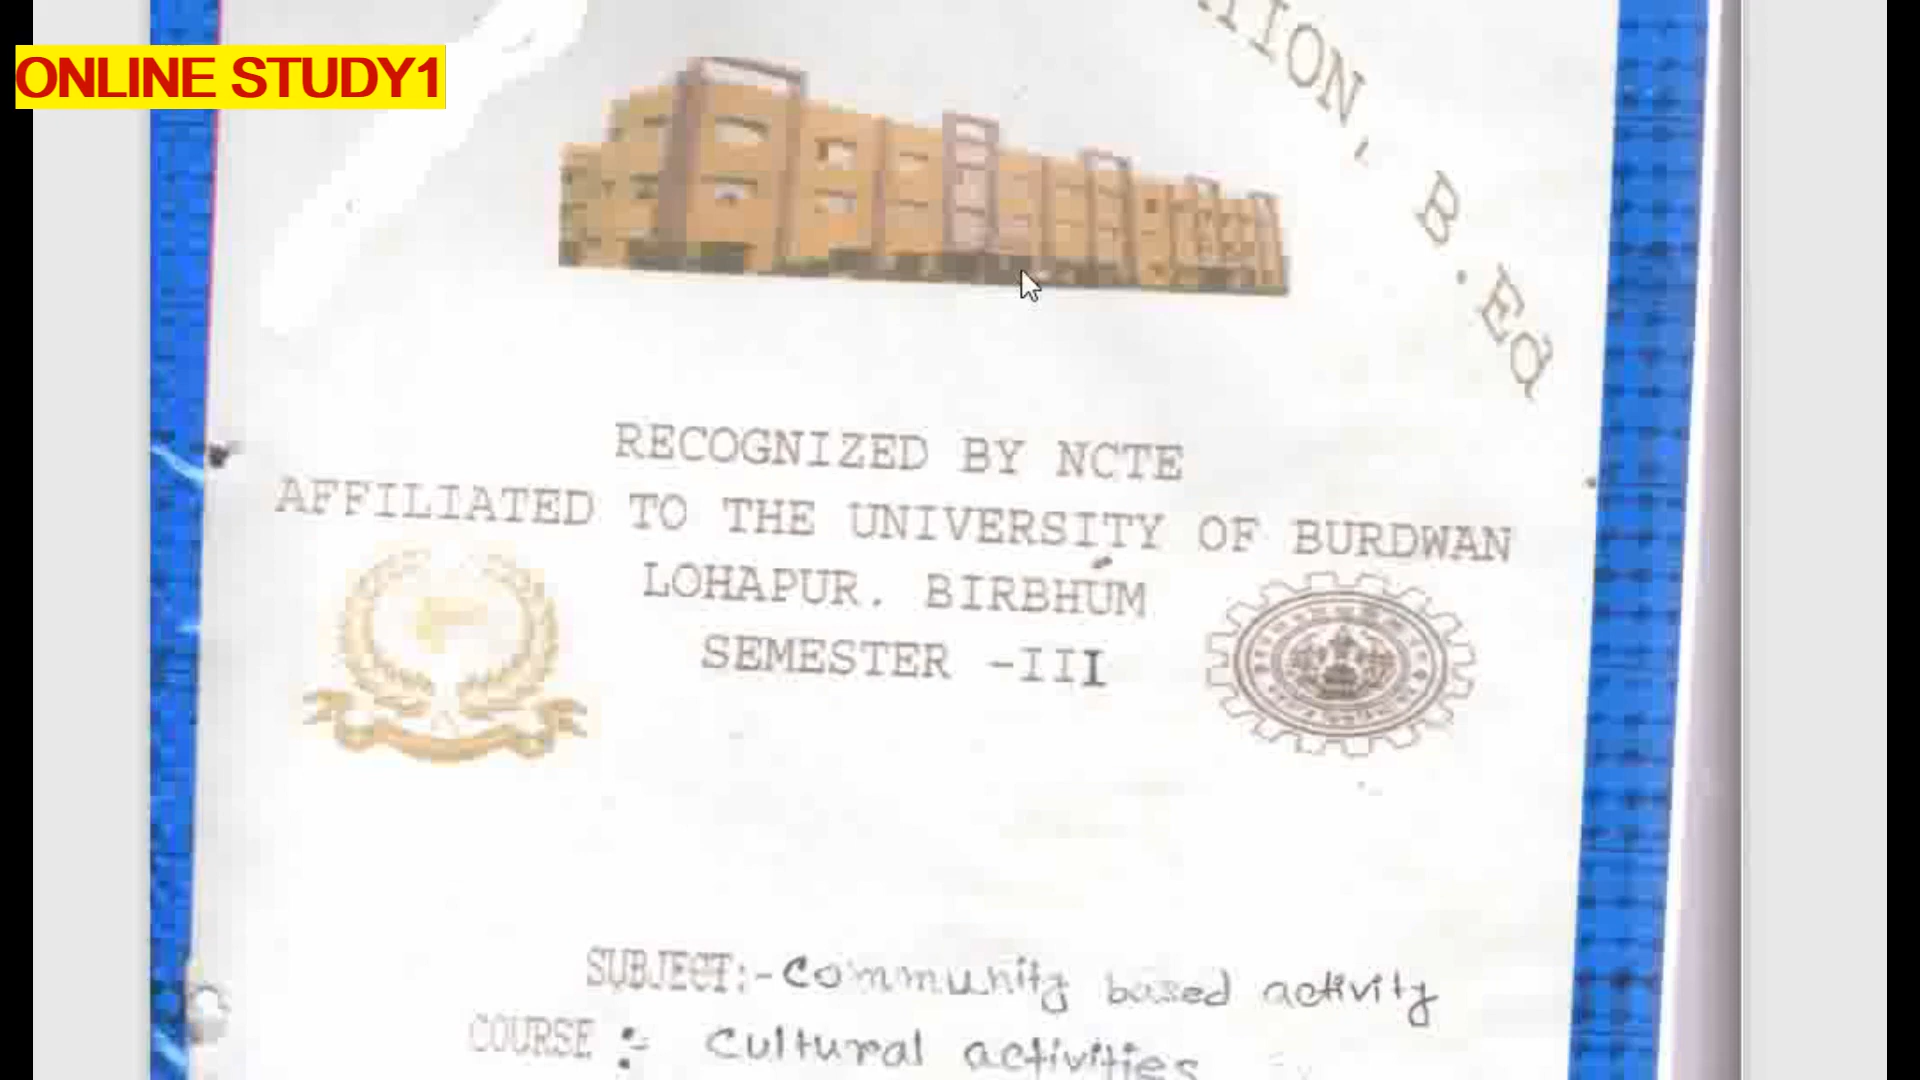 ONLINE STUDY1
TION, B.Ed
RECOGNIZED BY NCTE
AFFILIATED TO THE UNIVERSITY OF BURDWAN
LOHAPUR. BIRBHUM
SEMESTER -III
SUBJECT:- Community based activity
COURSE :- Cultural activities